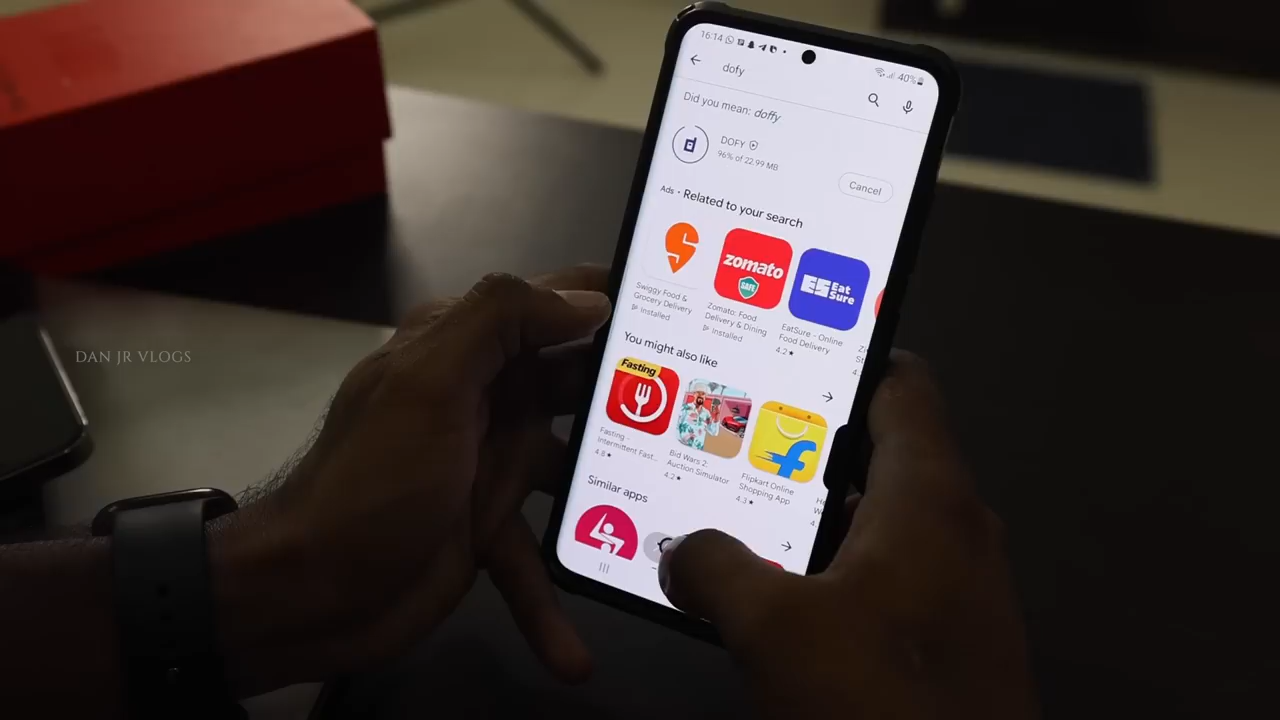 16:14
40%
dofy
Did you mean: doffy
DOFY
96% of 22.99 MB
Cancel
Ads • Related to your search
zomato
SAFE
Eat
Sure
Swiggy Food &
Grocery Delivery
Installed
Zomato: Food
Delivery & Dining
Installed
EatSure - Online
Food Delivery
4.2★
You might also like
Fasting
Fasting -
Intermittent Fast...
4.8★
Bid Wars 2:
Auction Simulator
4.2★
Flipkart Online
Shopping App
4.3★
Similar apps
DAN JR VLOGS